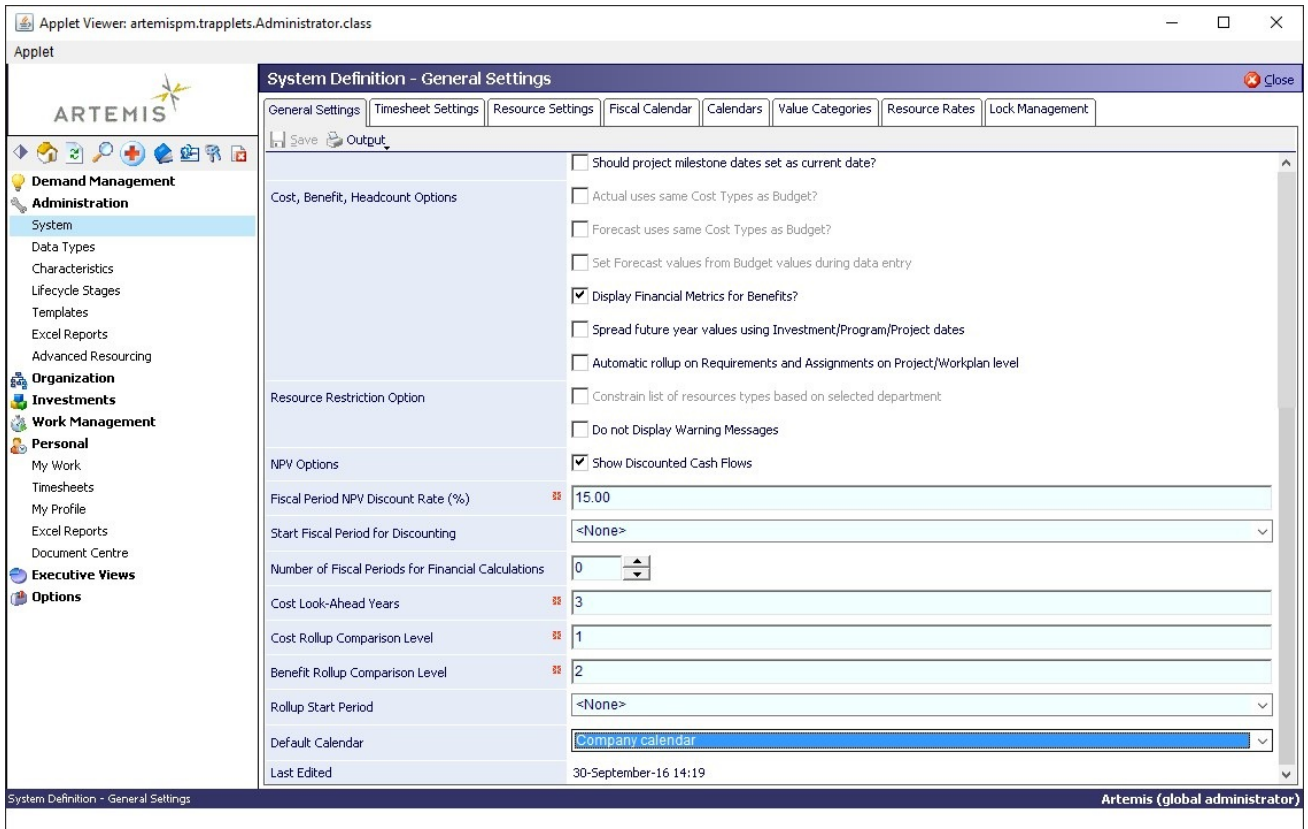 Applet Viewer: artemispm.trapplets.Administrator.class
Applet
ARTEMIS
System Definition - General Settings
Close
General Settings Timesheet Settings Resource Settings Fiscal Calendar Calendars Value Categories Resource Rates Lock Management
Save Output
Demand Management
Administration
System
Data Types
Characteristics
Lifecycle Stages
Templates
Excel Reports
Advanced Resourcing
Organization
Investments
Work Management
Personal
My Work
Timesheets
My Profile
Excel Reports
Document Centre
Executive Views
Options
Should project milestone dates set as current date?
Cost, Benefit, Headcount Options
Actual uses same Cost Types as Budget?
Forecast uses same Cost Types as Budget?
Set Forecast values from Budget values during data entry
Display Financial Metrics for Benefits?
Spread future year values using Investment/Program/Project dates
Automatic rollup on Requirements and Assignments on Project/Workplan level
Resource Restriction Option
Constrain list of resources types based on selected department
Do not Display Warning Messages
NPV Options
Show Discounted Cash Flows
Fiscal Period NPV Discount Rate (%)
15.00
Start Fiscal Period for Discounting
<None>
Number of Fiscal Periods for Financial Calculations
0
Cost Look-Ahead Years
3
Cost Rollup Comparison Level
1
Benefit Rollup Comparison Level
2
Rollup Start Period
<None>
Default Calendar
Company calendar
Last Edited
30-September-16 14:19
System Definition - General Settings
Artemis (global administrator)